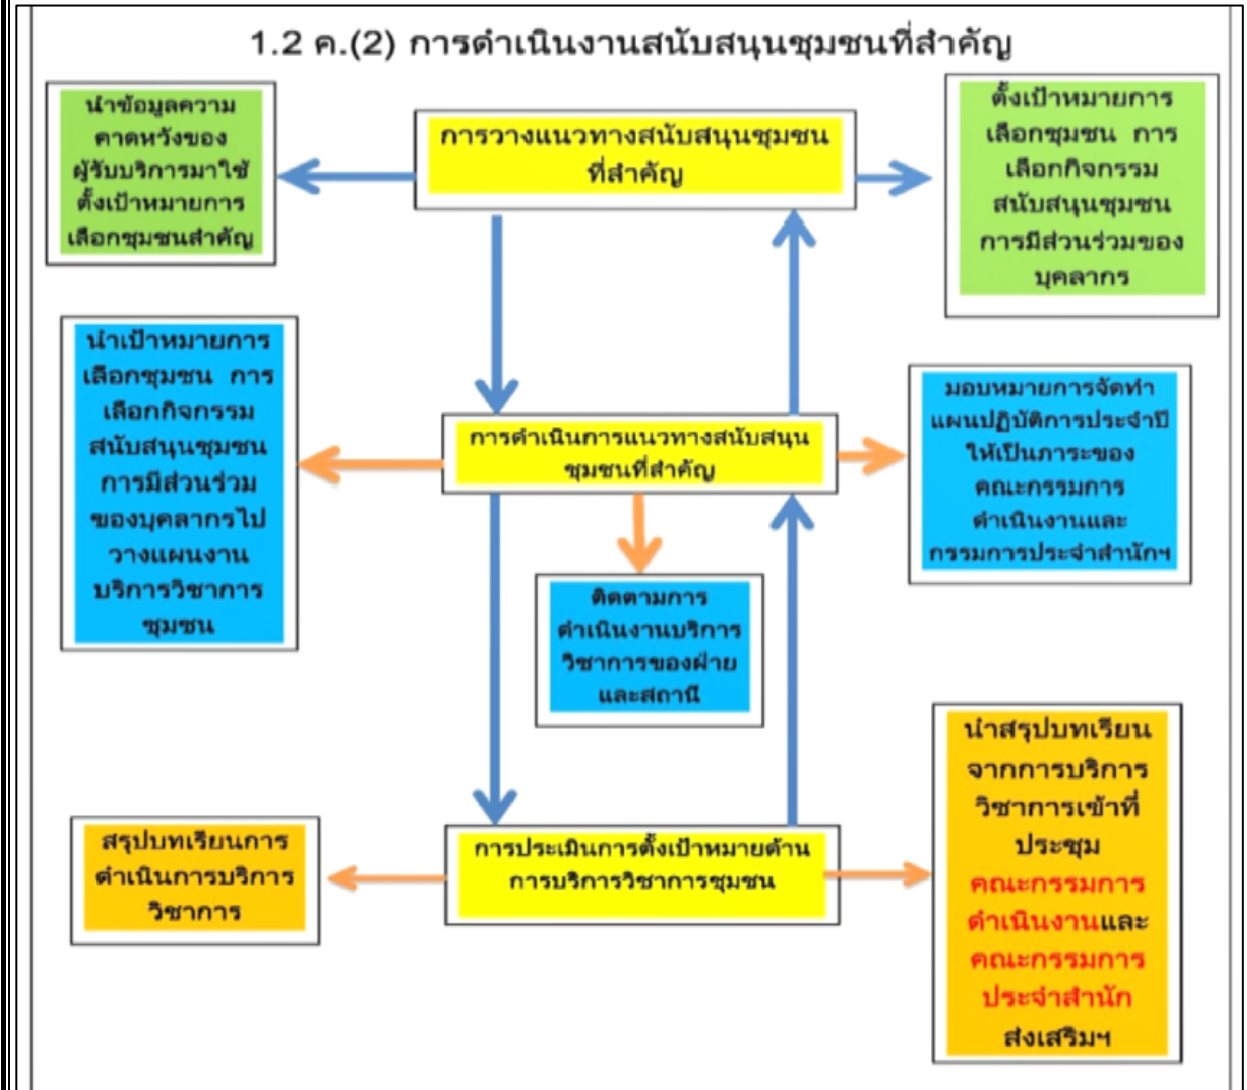 1.2 ค.(2) การดำเนินงานสนับสนุนชุมชนที่สำคัญ
นำข้อมูลความ
คาดหวังของ
ผู้รับบริการมาใช้
ตั้งเป้าหมายการ
เลือกชุมชนสำคัญ
การวางแนวทางสนับสนุนชุมชน
ที่สำคัญ
ตั้งเป้าหมายการ
เลือกชุมชน การ
เลือกกิจกรรม
สนับสนุนชุมชน
การมีส่วนร่วมของ
บุคลากร
นำเป้าหมายการ
เลือกชุมชน การ
เลือกกิจกรรม
สนับสนุนชุมชน
การมีส่วนร่วม
ของบุคลากรไป
วางแผนงาน
บริการวิชาการ
ชุมชน
การดำเนินการแนวทางสนับสนุน
ชุมชนที่สำคัญ
มอบหมายการจัดทำ
แผนปฏิบัติการประจำปี
ให้เป็นภาระของ
คณะกรรมการ
ดำเนินงานและ
กรรมการประจำสำนักฯ
ติดตามการ
ดำเนินงานบริการ
วิชาการของฝ่าย
และสถานี
สรุปบทเรียนการ
ดำเนินการบริการ
วิชาการ
การประเมินการตั้งเป้าหมายด้าน
การบริการวิชาการชุมชน
นำสรุปบทเรียน
จากการบริการ
วิชาการเข้าที่
ประชุม
คณะกรรมการ
ดำเนินงานและ
คณะกรรมการ
ประจำสำนัก
ส่งเสริมฯ